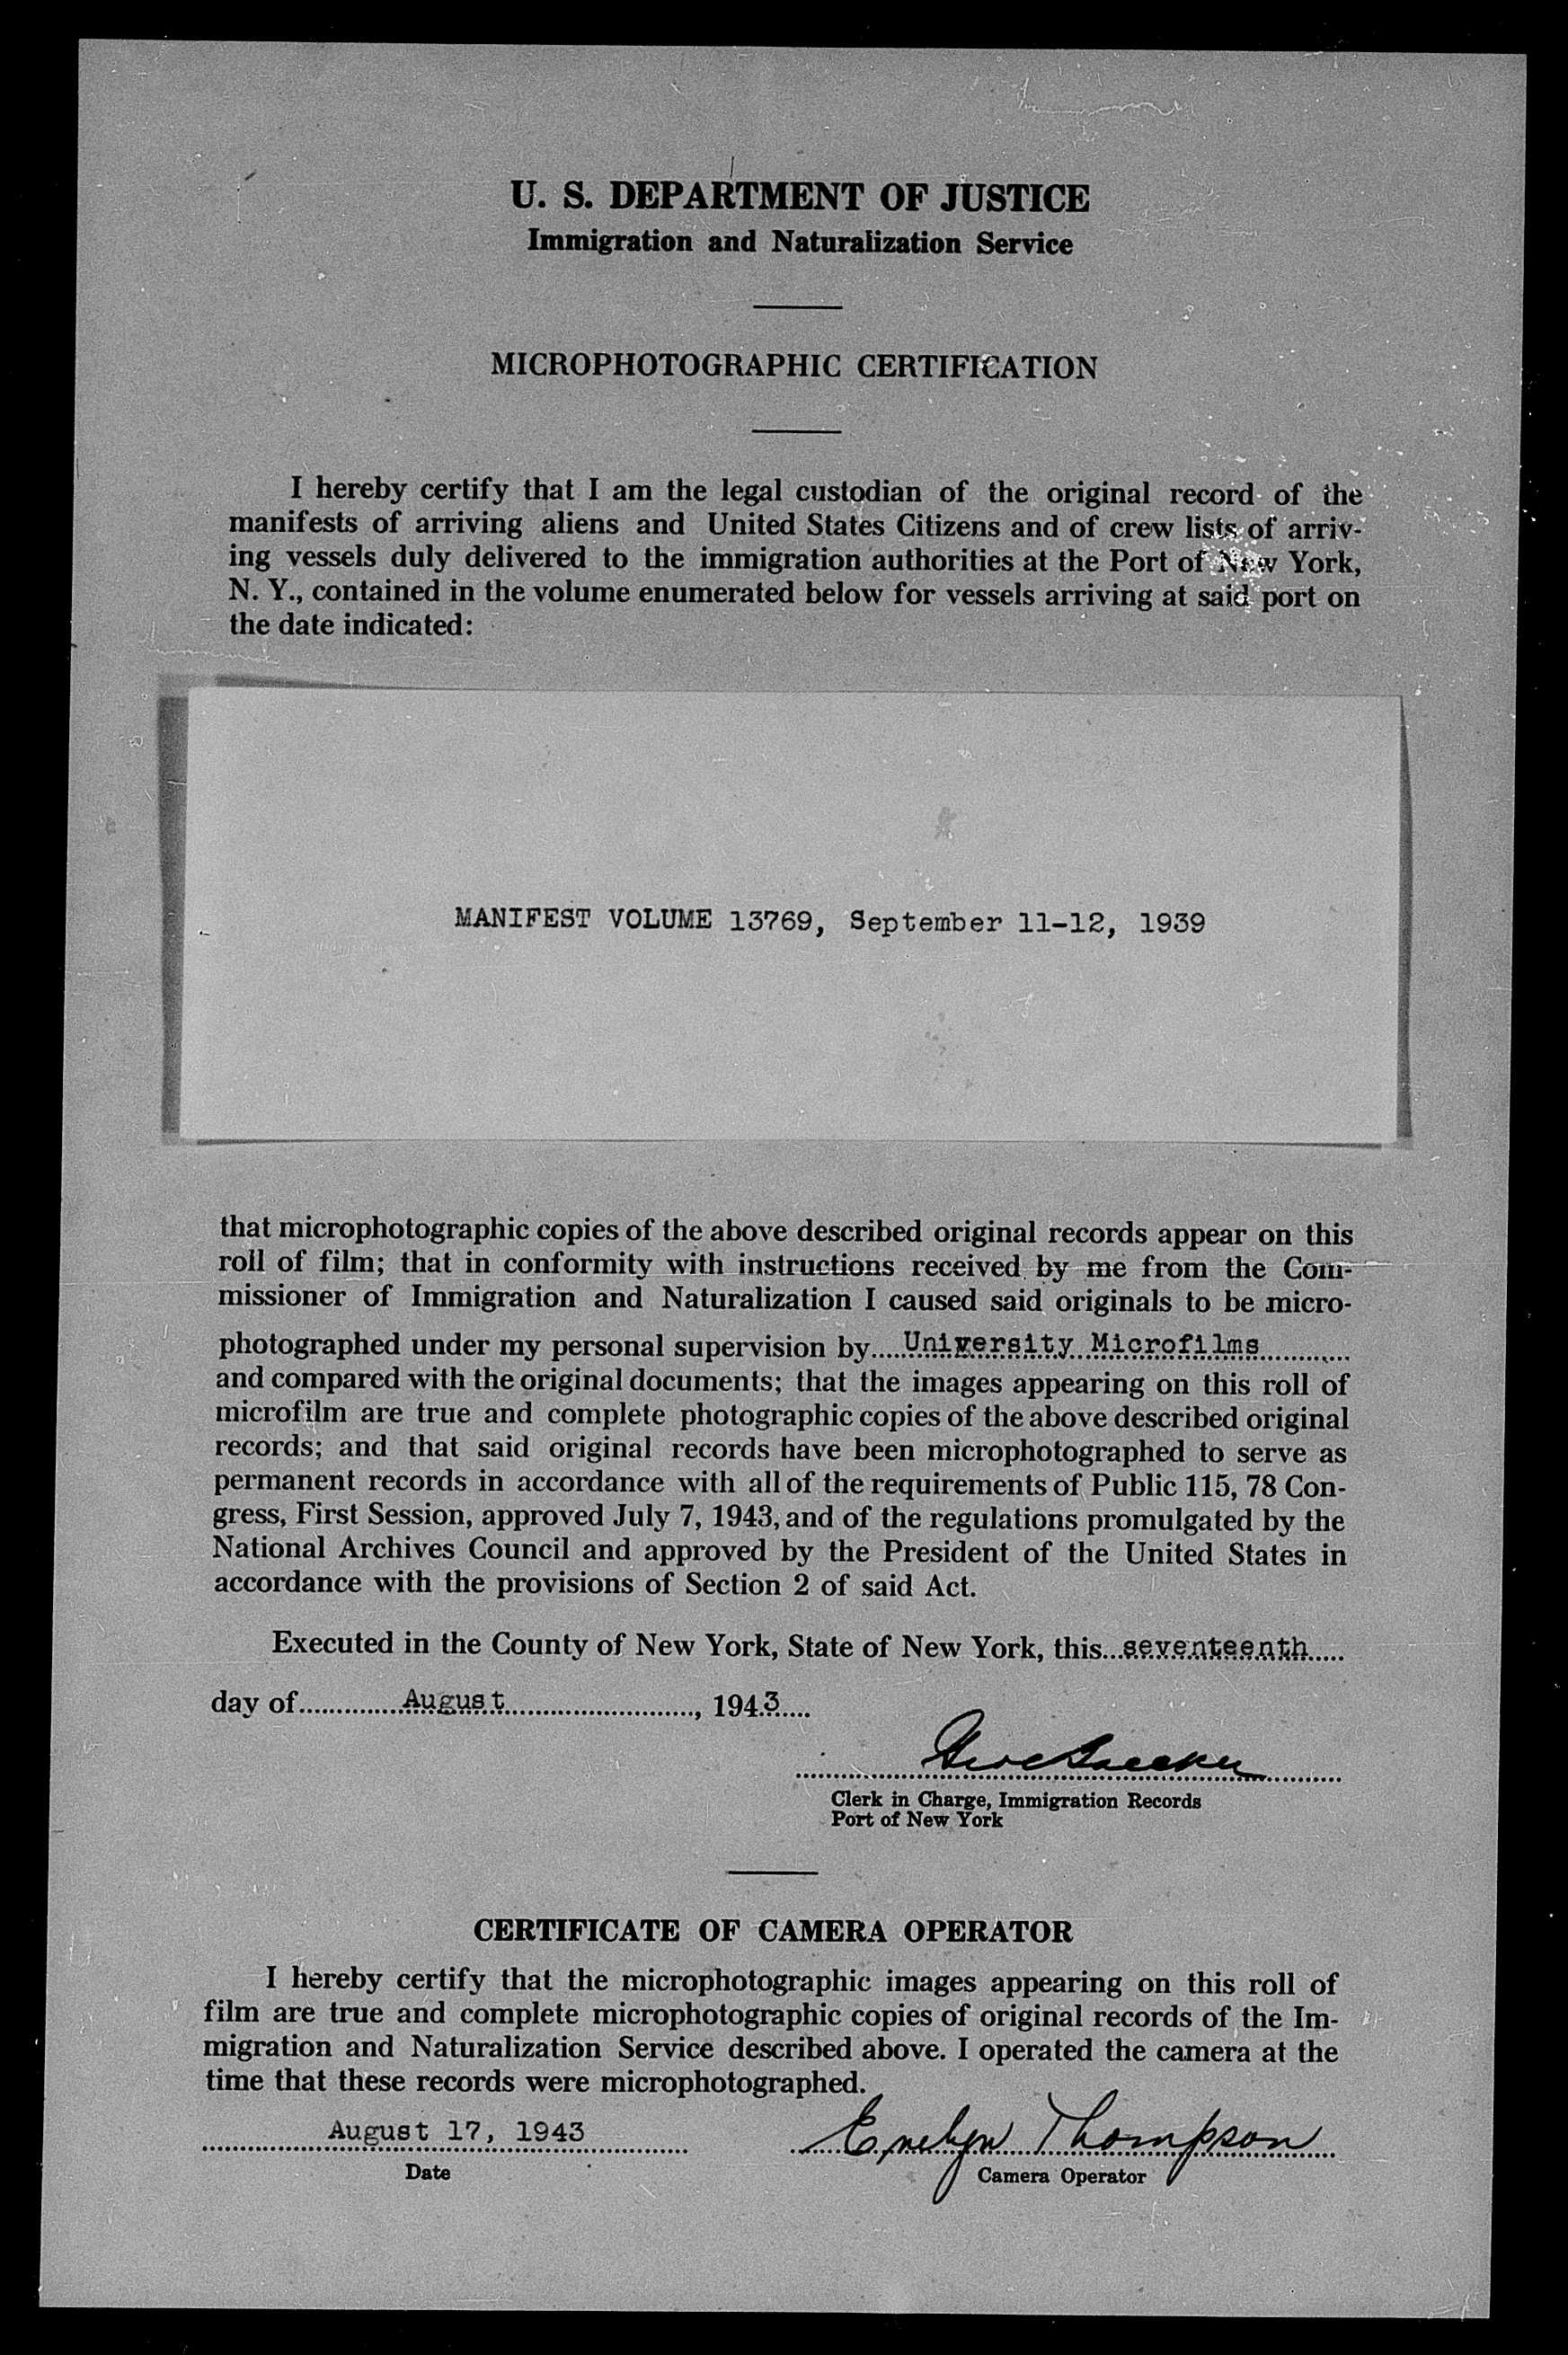 U. S. DEPARTMENT OF JUSTICE
Immigration and Naturalization Service
MICROPHOTOGRAPHIC CERTIFICATION
I hereby certify that I am the legal custodian of the original record of the
manifests of arriving aliens and United States Citizens and of crew lists of arriv-
ing vessels duly delivered to the immigration authorities at the Port of New York,
N. Y., contained in the volume enumerated below for vessels arriving at said port on
the date indicated:
MANIFEST VOLUME 13769, September 11-12, 1939
that microphotographic copies of the above described original records appear on this
roll of film; that in conformity with instructions received by me from the Com-
missioner of Immigration and Naturalization I caused said originals to be micro-
photographed under my personal supervision by.....University Microfilms..........
and compared with the original documents; that the images appearing on this roll of
microfilm are true and complete photographic copies of the above described original
records; and that said original records have been microphotographed to serve as
permanent records in accordance with all of the requirements of Public 115, 78 Con-
gress, First Session, approved July 7, 1943, and of the regulations promulgated by the
National Archives Council and approved by the President of the United States in
accordance with the provisions of Section 2 of said Act.
Executed in the County of New York, State of New York, this...seventeenth.....
day of..............August.........................., 1943.....
Clerk in Charge, Immigration Records
Port of New York
CERTIFICATE OF CAMERA OPERATOR
I hereby certify that the microphotographic images appearing on this roll of
film are true and complete microphotographic copies of original records of the Im-
migration and Naturalization Service described above. I operated the camera at the
time that these records were microphotographed.
August 17, 1943
Evelyn Thompson
Date
Camera Operator